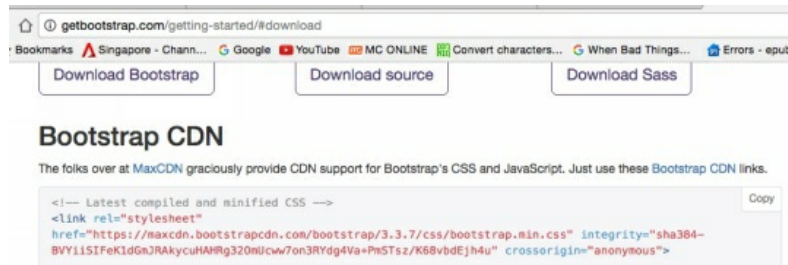 getbootstrap.com/getting-started/#download
Bookmarks Singapore - Chann... Google YouTube MC ONLINE Convert characters... When Bad Things... Errors - epub
Download Bootstrap Download source Download Sass
Bootstrap CDN
The folks over at MaxCDN graciously provide CDN support for Bootstrap's CSS and JavaScript. Just use these Bootstrap CDN links.
Copy
<!-- Latest compiled and minified CSS -->
<link rel="stylesheet"
href="https://maxcdn.bootstrapcdn.com/bootstrap/3.3.7/css/bootstrap.min.css" integrity="sha384-
BVYiiSIFeK1dGmJRAkycuHAHRg32OmUcww7on3RYdg4Va+PmSTsz/K68vbdEjh4u" crossorigin="anonymous">